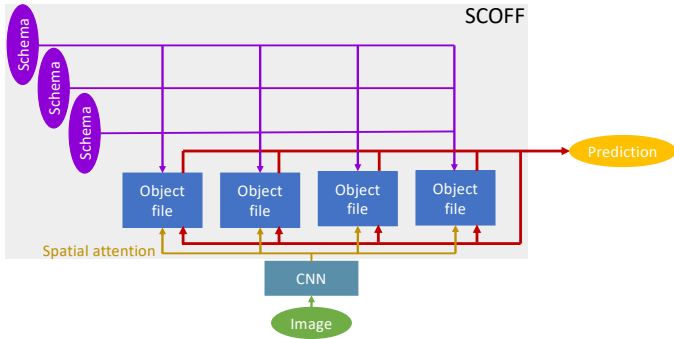 SCOFF
Schema
Schema
Schema
Prediction
Object
file
Object
file
Object
file
Object
file
Spatial attention
CNN
Image